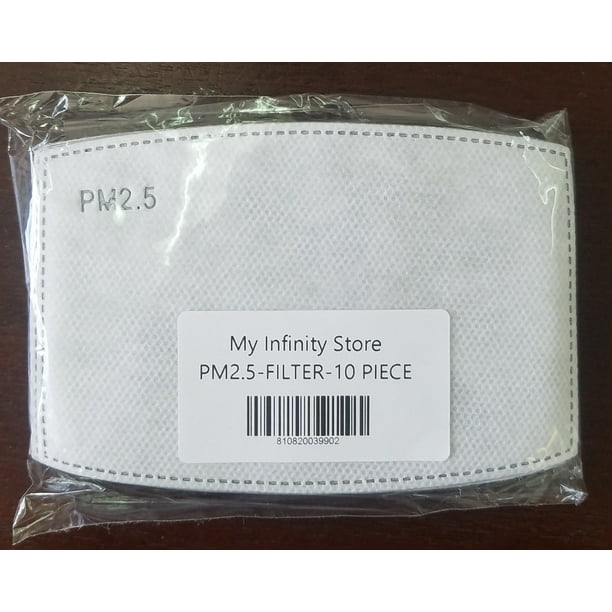 PM2.5
My Infinity Store
PM2.5-FILTER-10 PIECE
810820039902